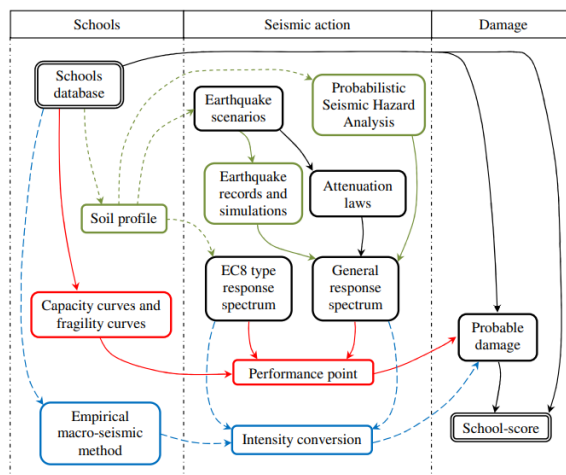 Schools
Seismic action
Damage
Schools
database
Earthquake
scenarios
Probabilistic
Seismic Hazard
Analysis
Earthquake
records and
simulations
Attenuation
laws
Soil profile
EC8 type
response
spectrum
General
response
spectrum
Capacity curves and
fragility curves
Probable
damage
Performance point
Empirical
macro-seismic
method
Intensity conversion
School-score